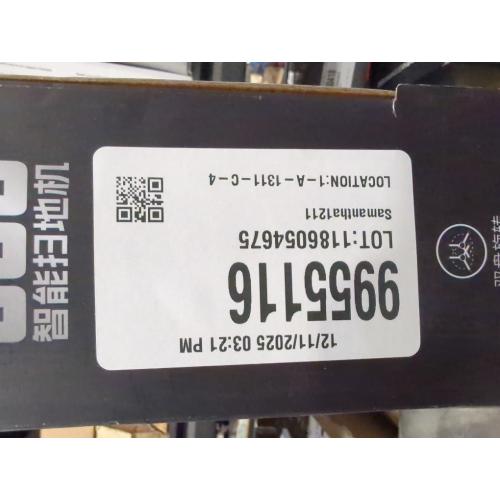 12/11/2025 03:21 PM
9955116
LOT:1186054675
Samantha1211
LOCATION:1-A-1311-C-4
智能扫地机